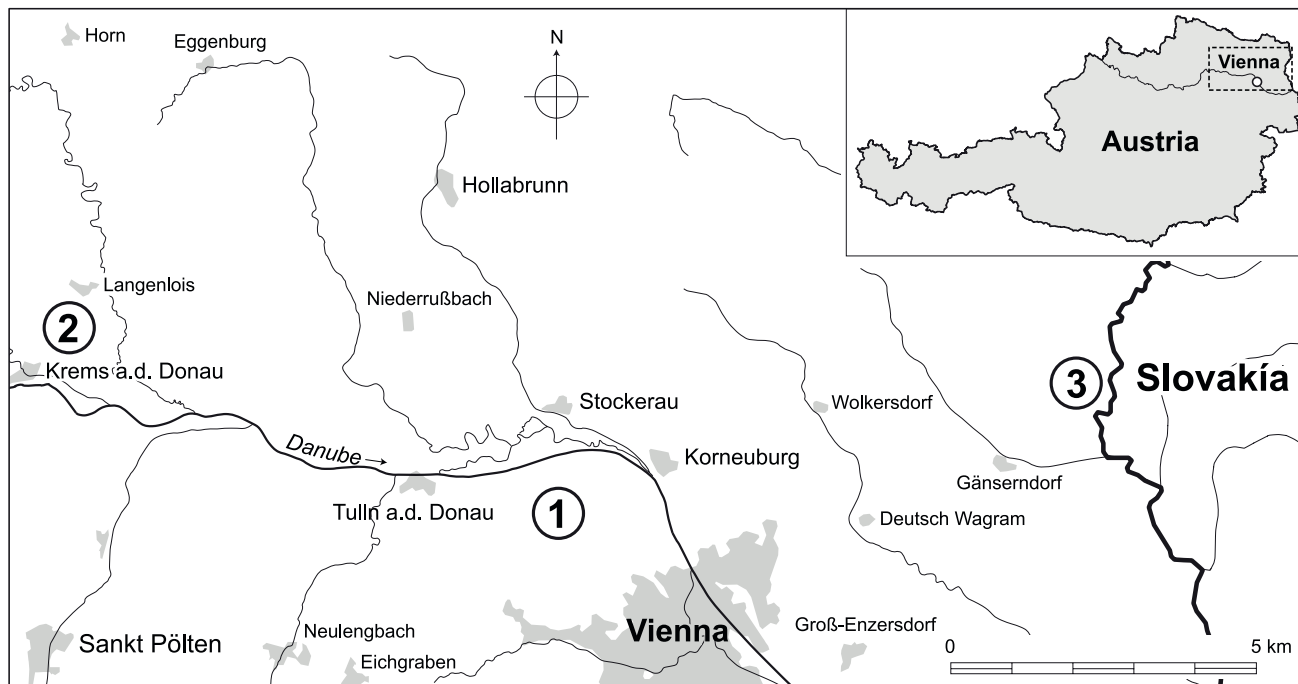 Horn
Eggenburg
N
Vienna
Austria
Hollabrunn
Langenlois
Niederrußbach
2
Krems a.d. Donau
3
Slovakía
Stockerau
Wolkersdorf
Danube
Korneuburg
Gänserndorf
Tulln a.d. Donau
1
Deutsch Wagram
Sankt Pölten
Neulengbach
Eichgraben
Vienna
Groß-Enzersdorf
0 5 km